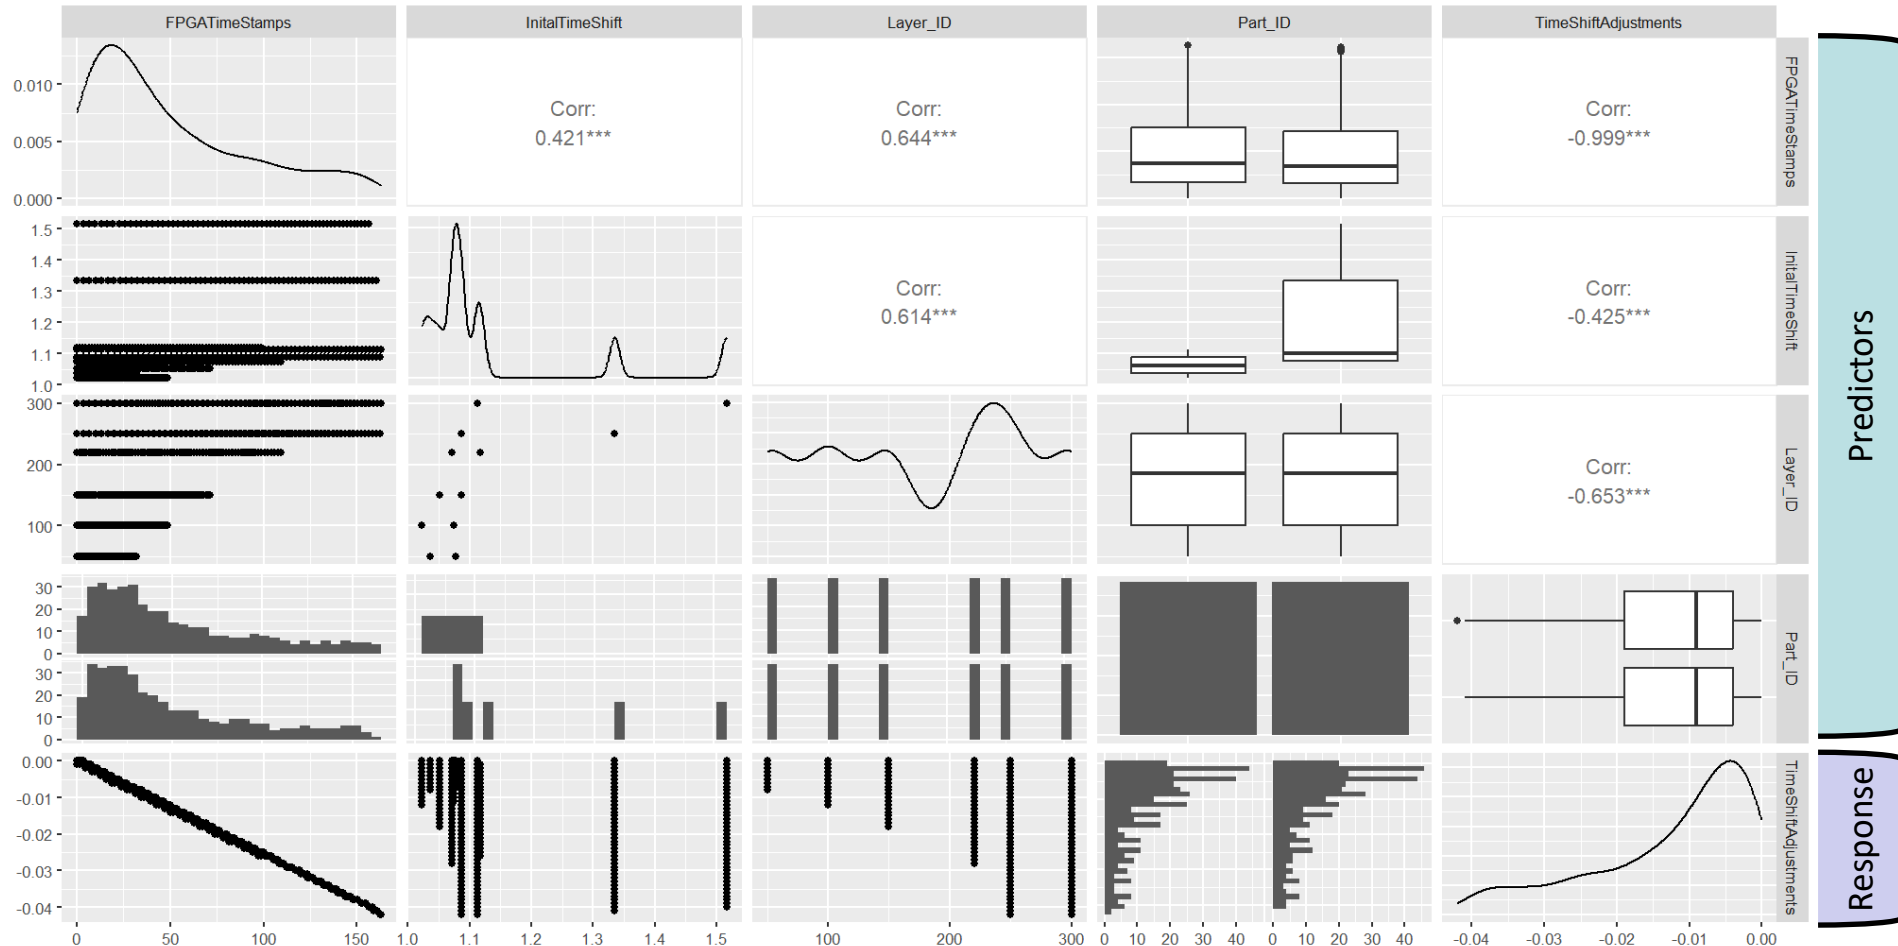 FPGATimeStamps InitalTimeShift Layer_ID Part_ID TimeShiftAdjustments
0.010
0.005
0.000
Corr:
0.421***
Corr:
0.644***
Corr:
-0.999***
FPGATimeStamps
1.5
1.4
1.3
1.2
1.1
1.0
Corr:
0.614***
Corr:
-0.425***
InitalTimeShift
300
200
100
Corr:
-0.653***
Layer_ID
30
20
10
0
30
20
10
0
Part_ID
0.00
-0.01
-0.02
-0.03
-0.04
TimeShiftAdjustments
0 50 100 150
1.0 1.1 1.2 1.3 1.4 1.5
100 200 300
0 10 20 30 40 0 10 20 30 40
-0.04 -0.03 -0.02 -0.01 0.00
Predictors
Response